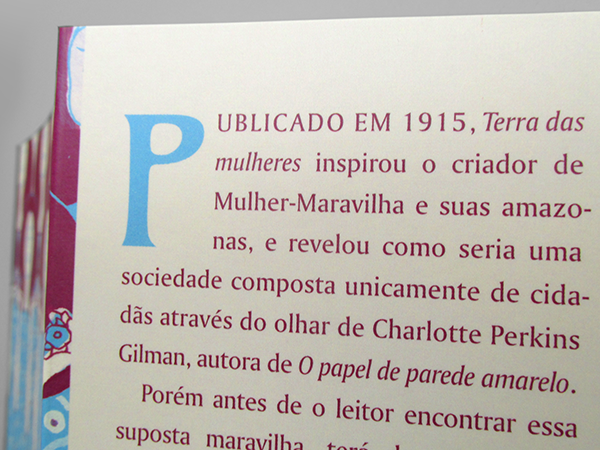 PUBLICADO EM 1915, Terra das
mulheres inspirou o criador de
Mulher-Maravilha e suas amazo-
nas, e revelou como seria uma
sociedade composta unicamente de cida-
dãs através do olhar de Charlotte Perkins
Gilman, autora de O papel de parede amarelo.
Porém antes de o leitor encontrar essa
suposta maravilha, terá